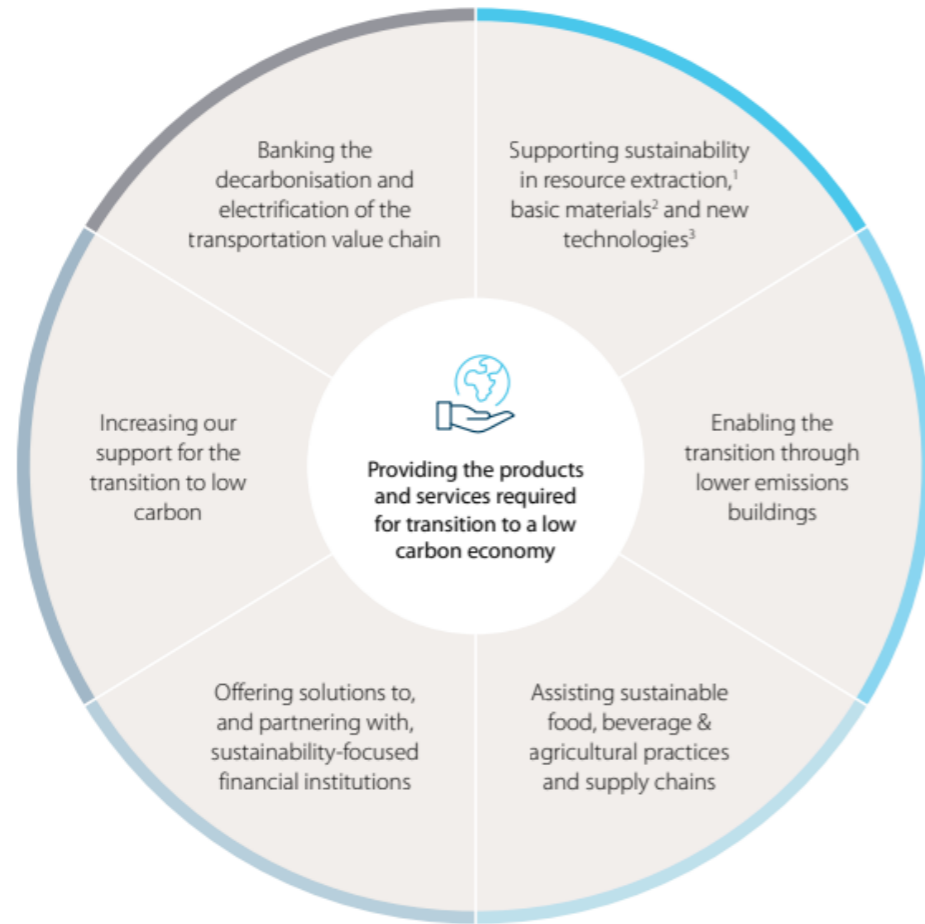 Banking the
decarbonisation and
electrification of the
transportation value chain
Supporting sustainability
in resource extraction,¹
basic materials² and new
technologies³
Increasing our
support for the
transition to low
carbon
Providing the products
and services required
for transition to a low
carbon economy
Enabling the
transition through
lower emissions
buildings
Offering solutions to,
and partnering with,
sustainability-focused
financial institutions
Assisting sustainable
food, beverage &
agricultural practices
and supply chains